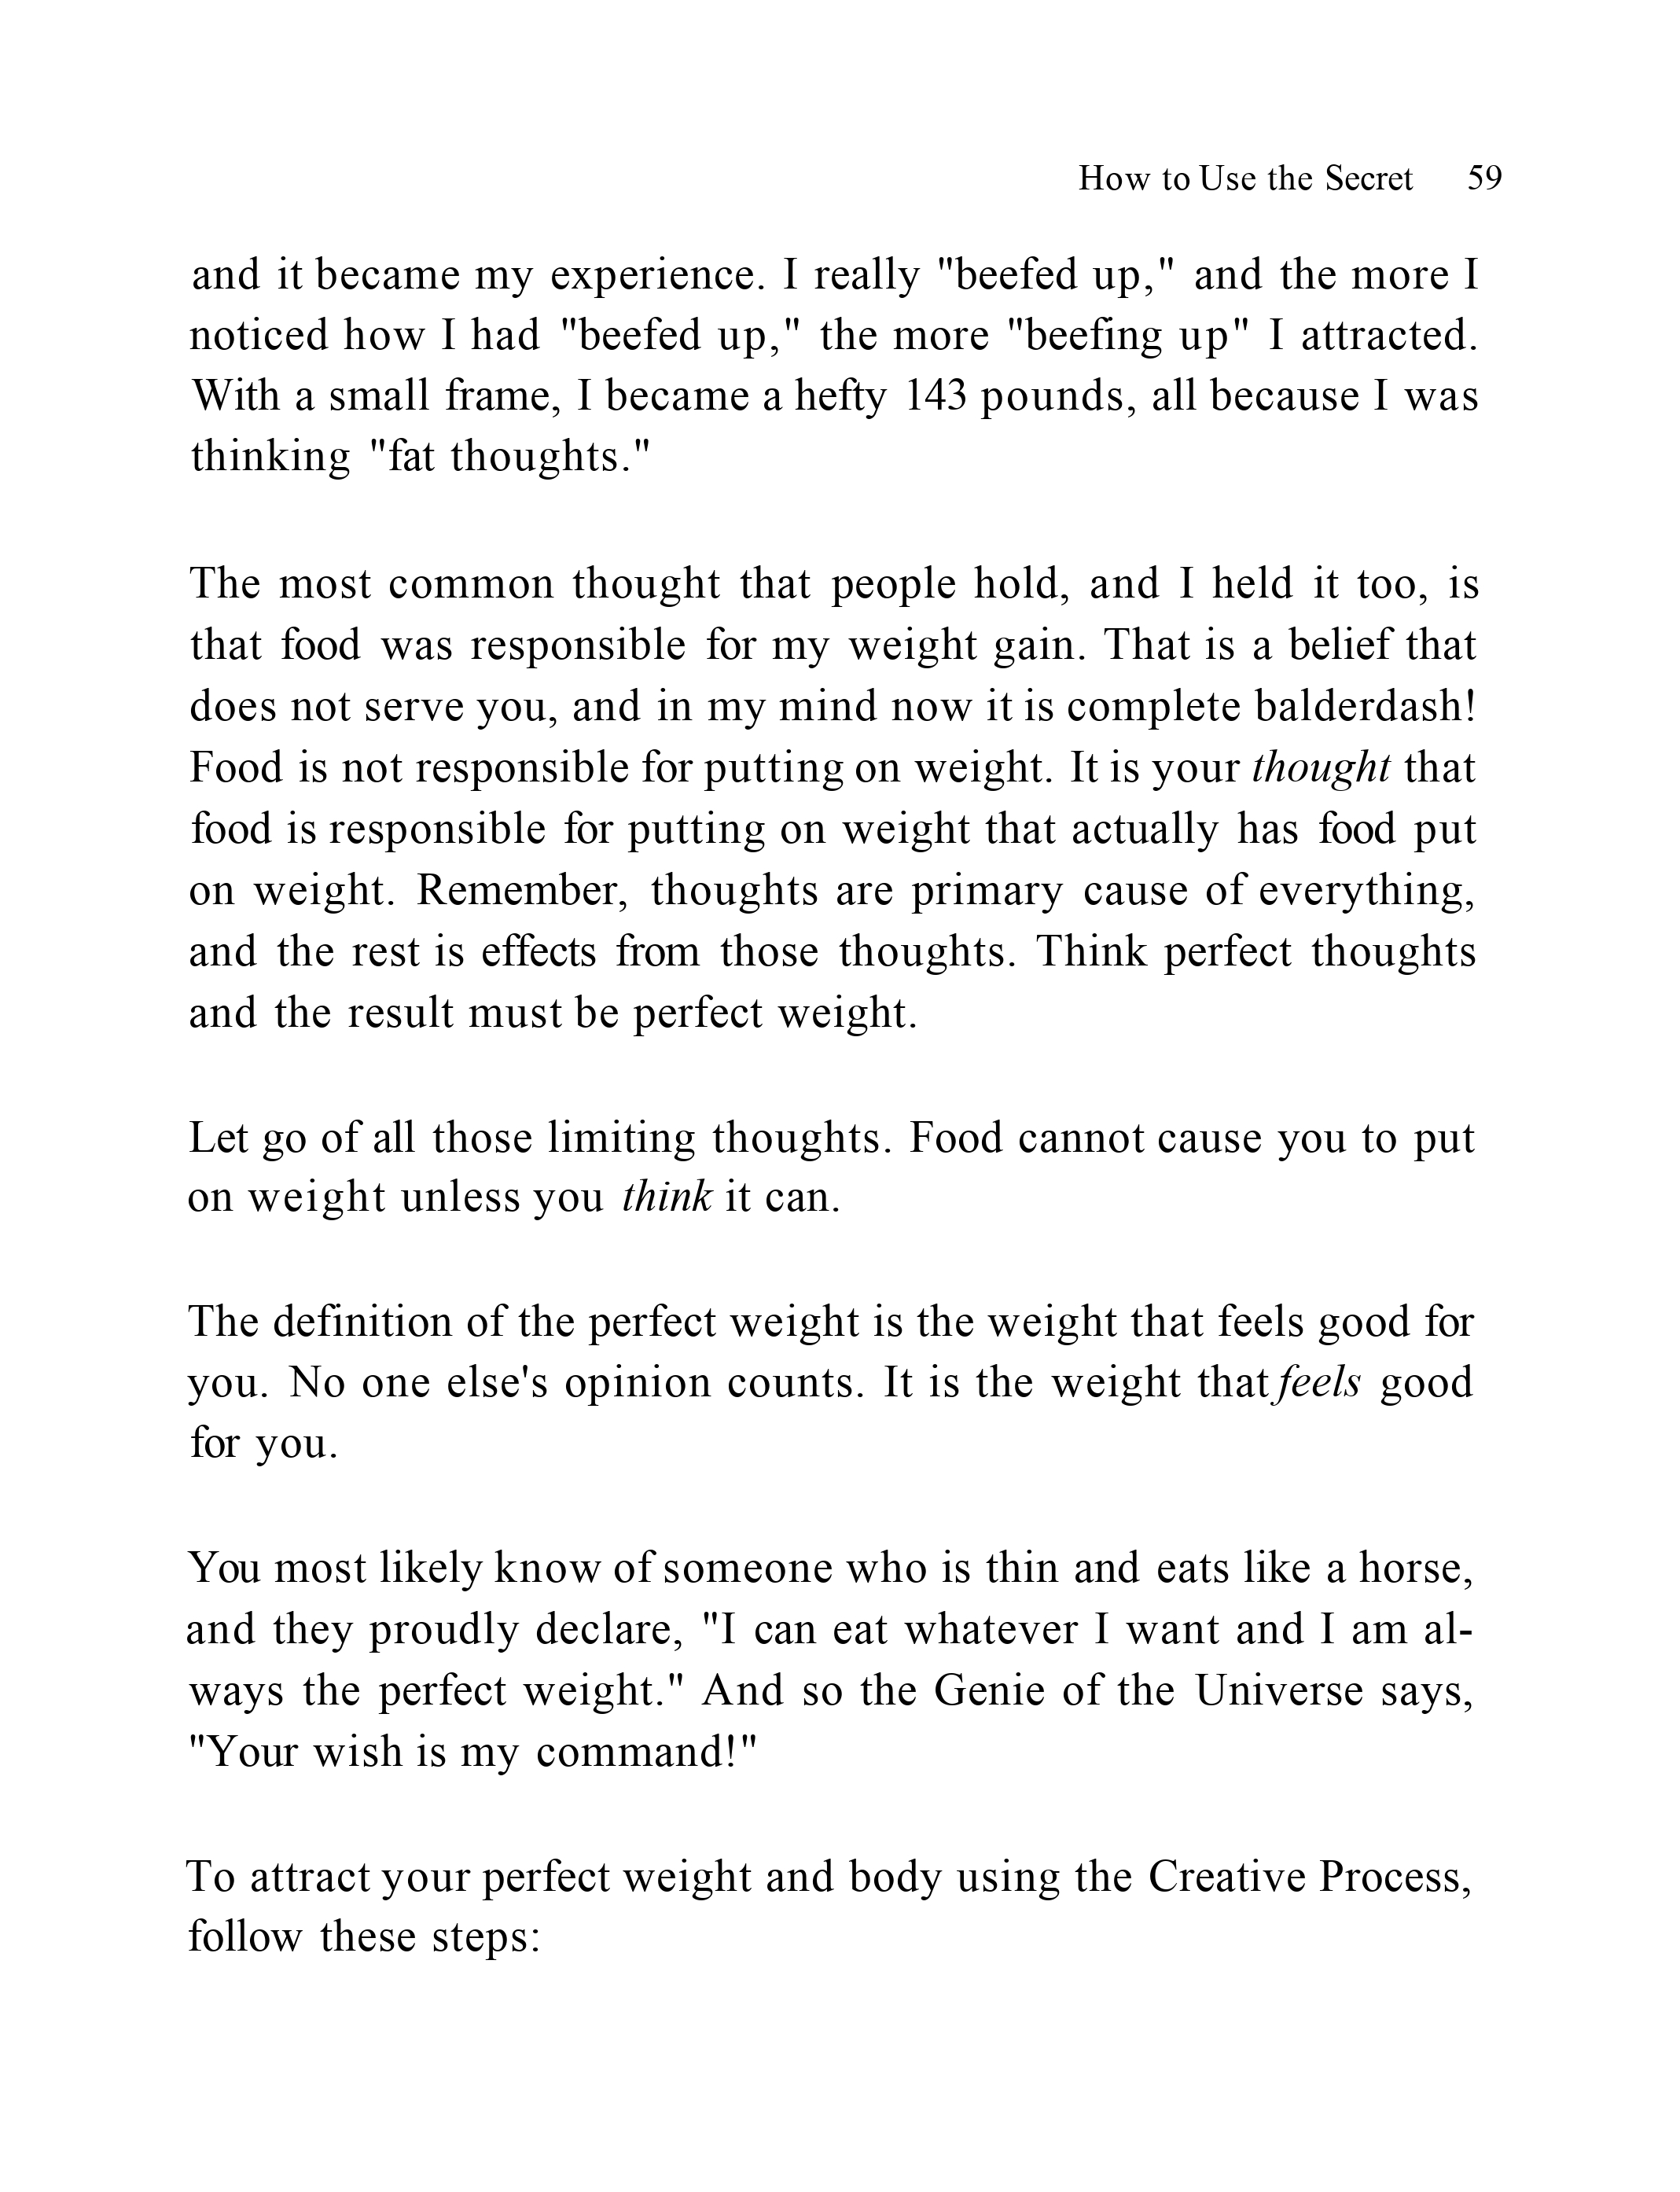 How to Use the Secret 59
and it became my experience. I really "beefed up," and the more I
noticed how I had "beefed up," the more "beefing up" I attracted.
With a small frame, I became a hefty 143 pounds, all because I was
thinking "fat thoughts."
The most common thought that people hold, and I held it too, is
that food was responsible for my weight gain. That is a belief that
does not serve you, and in my mind now it is complete balderdash!
Food is not responsible for putting on weight. It is your thought that
food is responsible for putting on weight that actually has food put
on weight. Remember, thoughts are primary cause of everything,
and the rest is effects from those thoughts. Think perfect thoughts
and the result must be perfect weight.
Let go of all those limiting thoughts. Food cannot cause you to put
on weight unless you think it can.
The definition of the perfect weight is the weight that feels good for
you. No one else's opinion counts. It is the weight that feels good
for you.
You most likely know of someone who is thin and eats like a horse,
and they proudly declare, "I can eat whatever I want and I am al-
ways the perfect weight." And so the Genie of the Universe says,
"Your wish is my command!"
To attract your perfect weight and body using the Creative Process,
follow these steps: